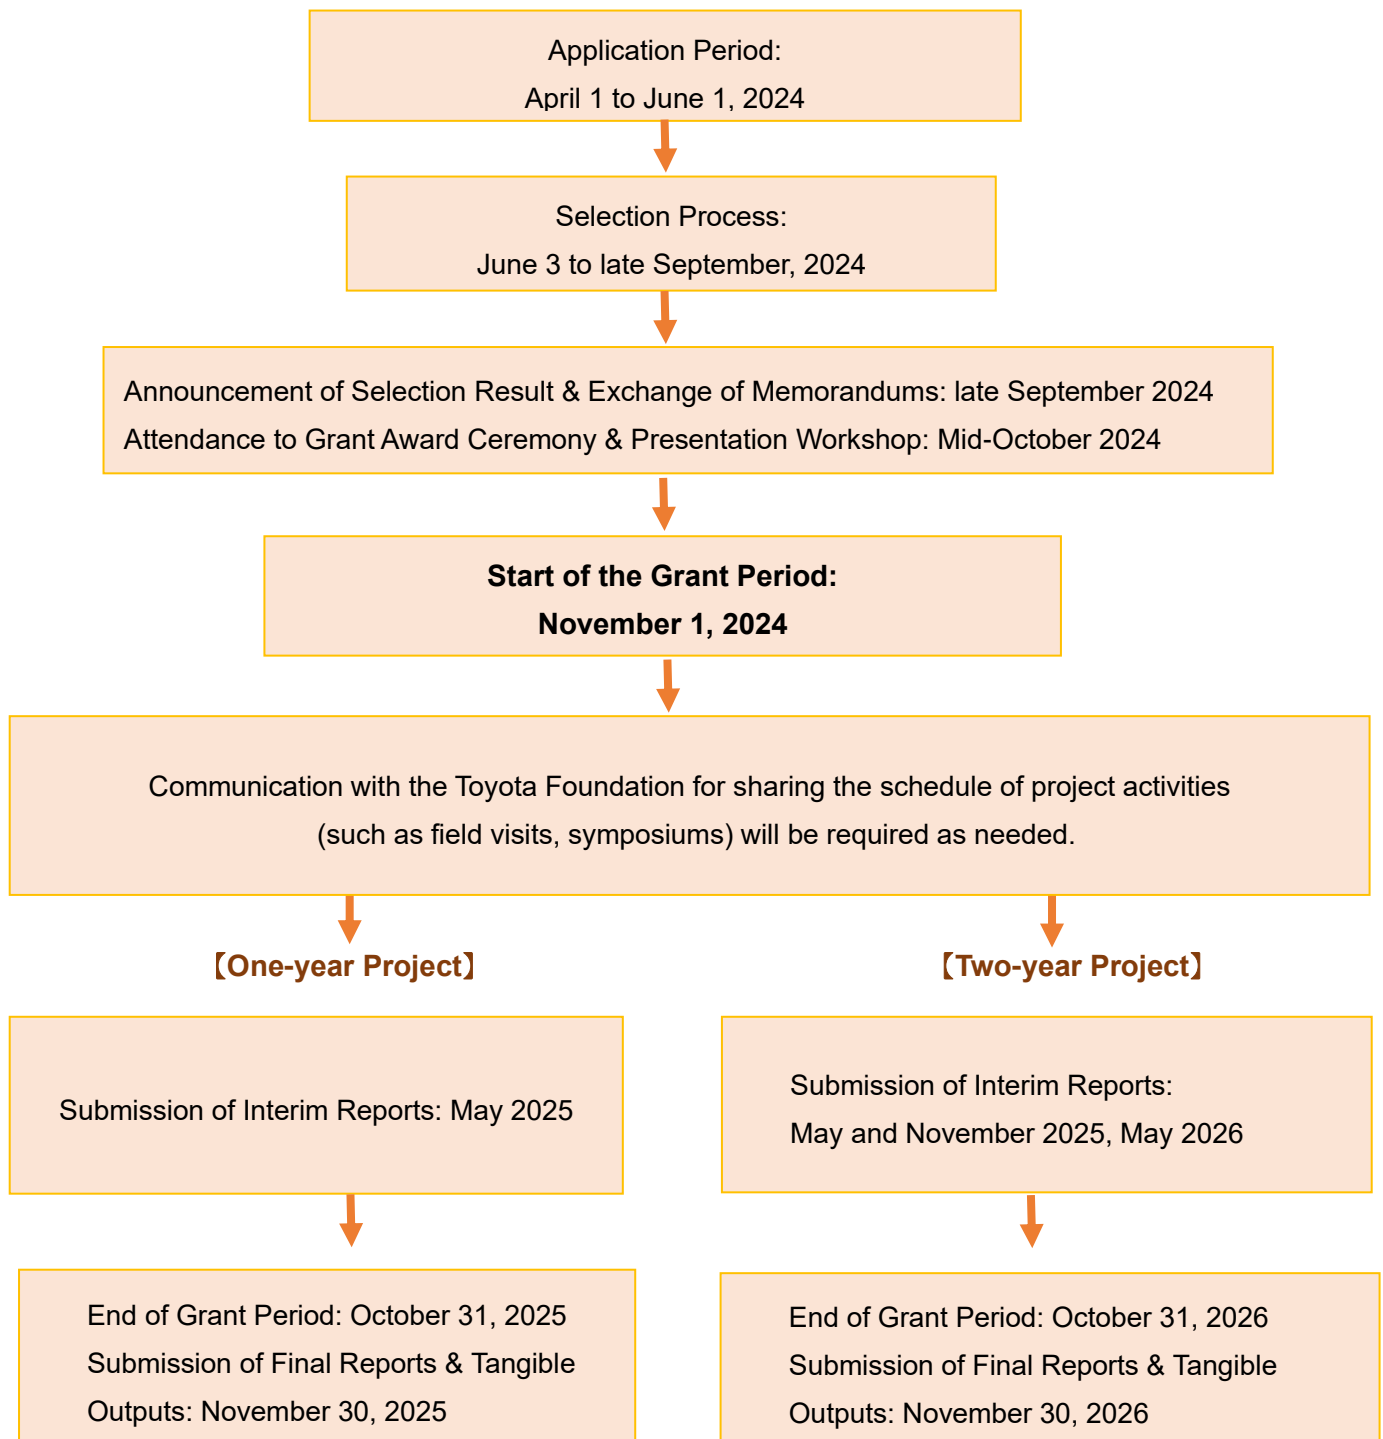 Application Period:
April 1 to June 1, 2024
Selection Process:
June 3 to late September, 2024
Announcement of Selection Result & Exchange of Memorandums: late September 2024
Attendance to Grant Award Ceremony & Presentation Workshop: Mid-October 2024
Start of the Grant Period:
November 1, 2024
Communication with the Toyota Foundation for sharing the schedule of project activities
(such as field visits, symposiums) will be required as needed.
【One-year Project】
Submission of Interim Reports: May 2025
End of Grant Period: October 31, 2025
Submission of Final Reports & Tangible
Outputs: November 30, 2025
【Two-year Project】
Submission of Interim Reports:
May and November 2025, May 2026
End of Grant Period: October 31, 2026
Submission of Final Reports & Tangible
Outputs: November 30, 2026